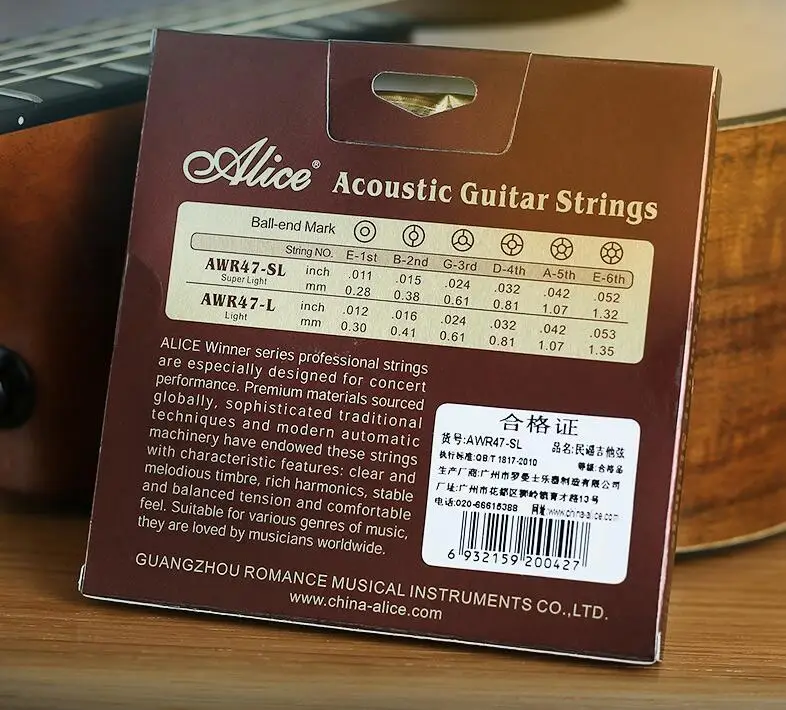 Alice® Acoustic Guitar Strings
Ball-end Mark
String NO. E-1st B-2nd G-3rd D-4th A-5th E-6th
AWR47-SL inch .011 .015 .024 .032 .042 .052
Super Light mm 0.28 0.38 0.61 0.81 1.07 1.32
AWR47-L inch .012 .016 .024 .032 .042 .053
Light mm 0.30 0.41 0.61 0.81 1.07 1.35
ALICE Winner series professional strings
are especially designed for concert
performance. Premium materials sourced
globally, sophisticated traditional
techniques and modern automatic
machinery have endowed these strings
with characteristic features: clear and
melodious timbre, rich harmonics, stable
and balanced tension and comfortable
feel. Suitable for various genres of music,
they are loved by musicians worldwide.
合格证
货号:AWR47-SL 品名:民谣吉他弦
执行标准:QB/T 1817-2010 等级:合格品
生产厂商:广州市罗曼士乐器制造有限公司
厂址:广州市花都区狮岭镇育才路13号
电话:020-66615388 网址:www.china-alice.com
6 932159 200427
GUANGZHOU ROMANCE MUSICAL INSTRUMENTS CO.,LTD.
www.china-alice.com